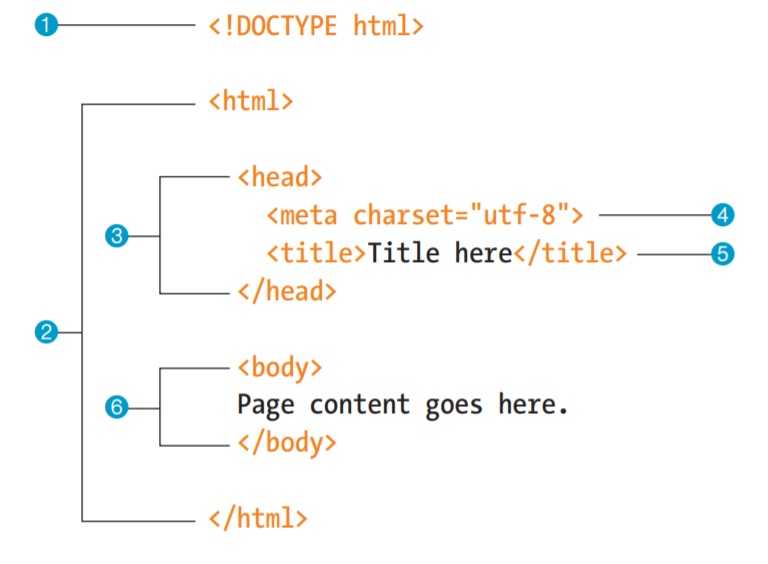 1 <!DOCTYPE html>
<html>
<head>
<meta charset="utf-8"> 4
3 <title>Title here</title> 5
</head>
2
<body>
6 Page content goes here.
</body>
</html>